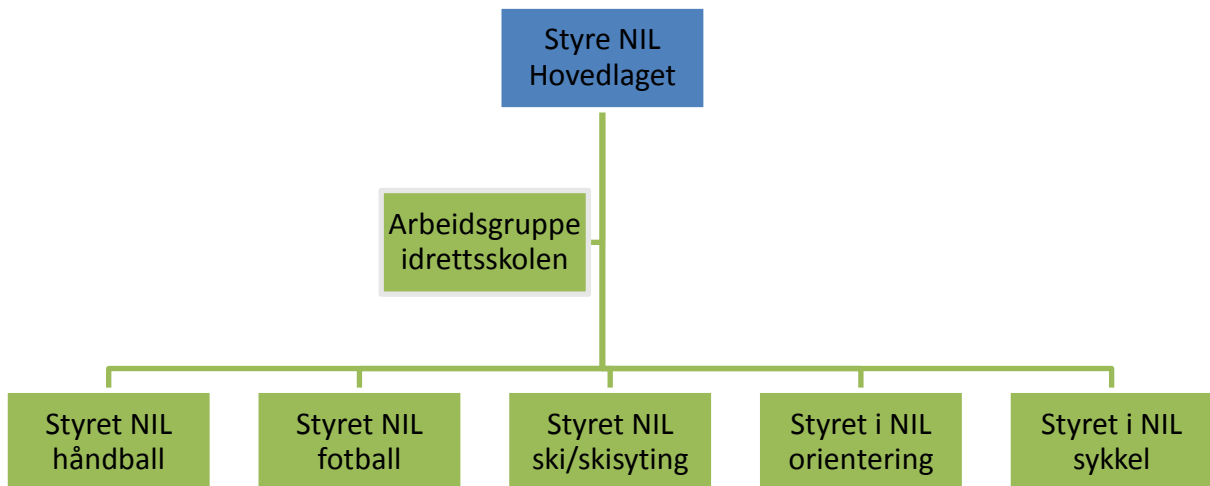 Styre NIL
Hovedlaget
Arbeidsgruppe
idrettsskolen
Styret NIL
håndball
Styret NIL
fotball
Styret NIL
ski/skisyting
Styret i NIL
orientering
Styret i NIL
sykkel